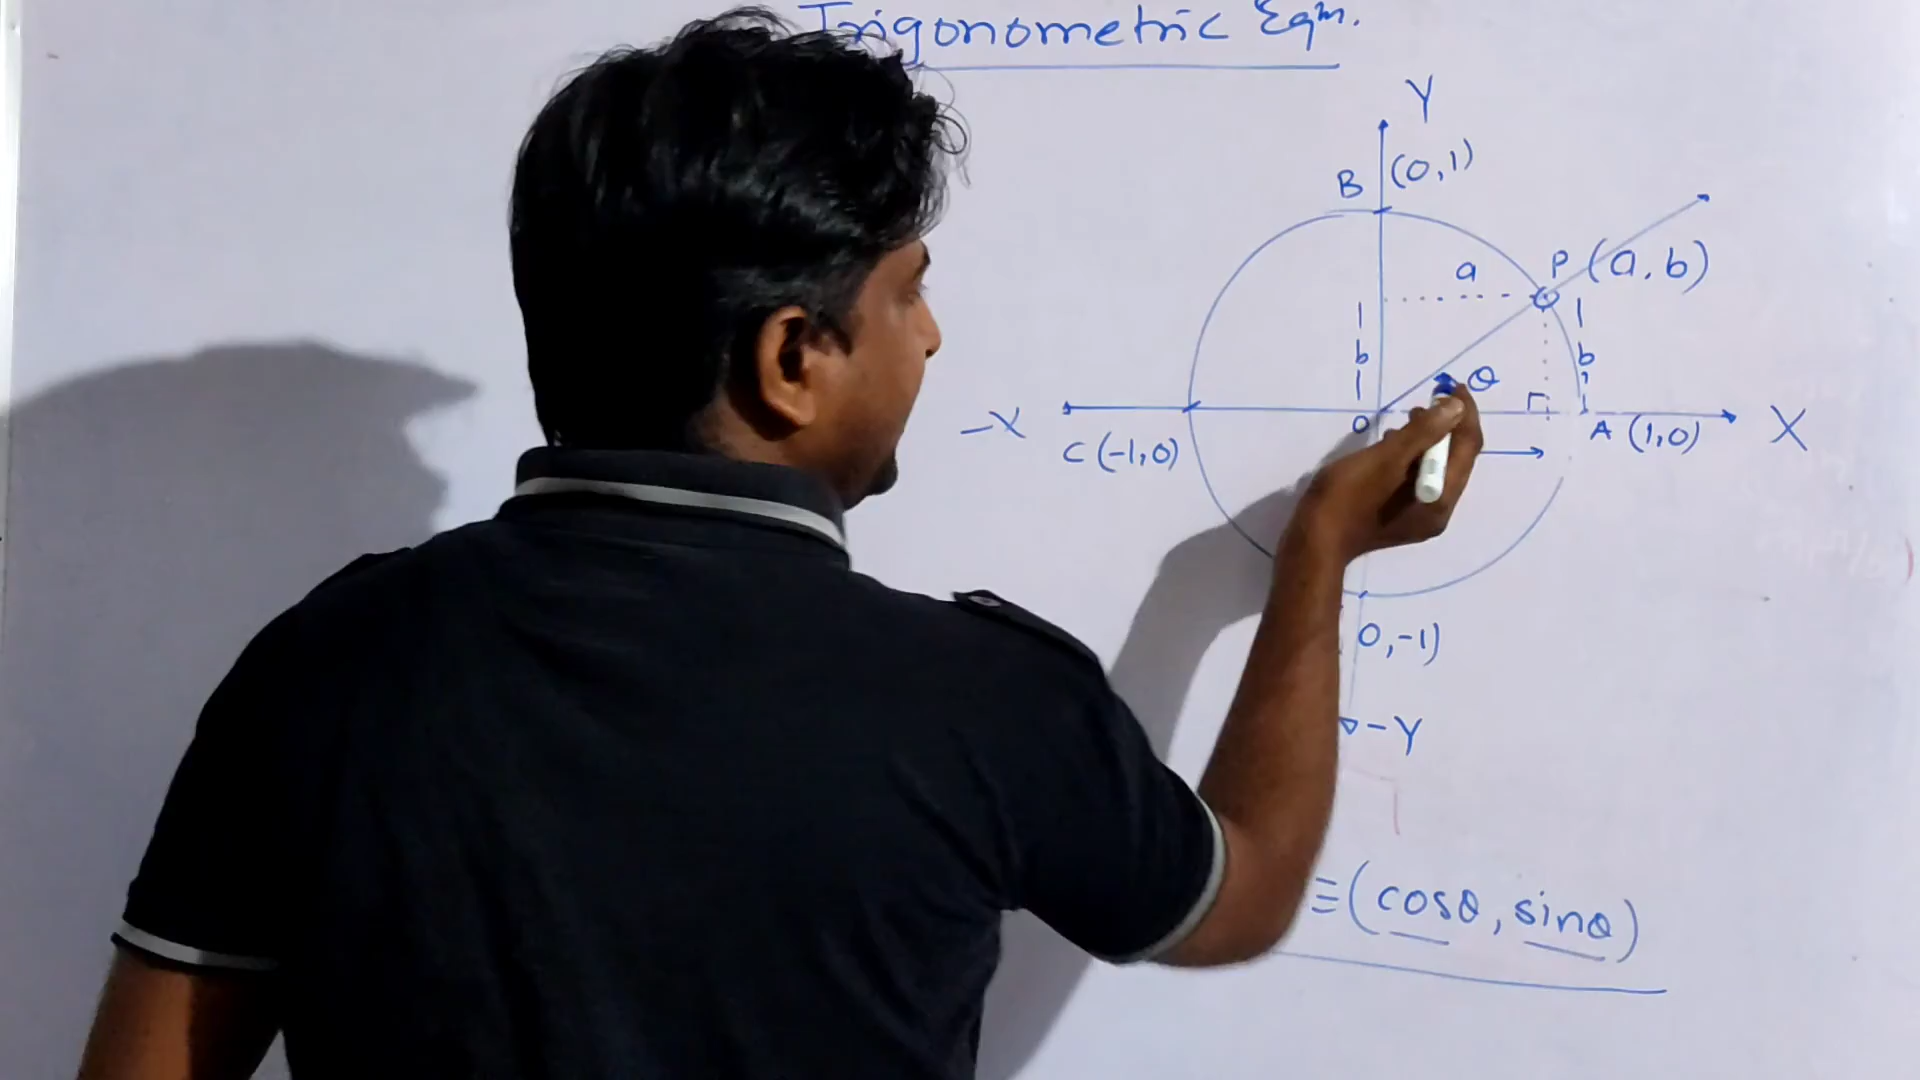 Trigonometric Eqn.
Y
B (0,1)
P (a, b)
a
b
b
θ
-X
O
A (1,0)
X
C (-1,0)
0,-1)
-Y
≡ (cosθ, sinθ)